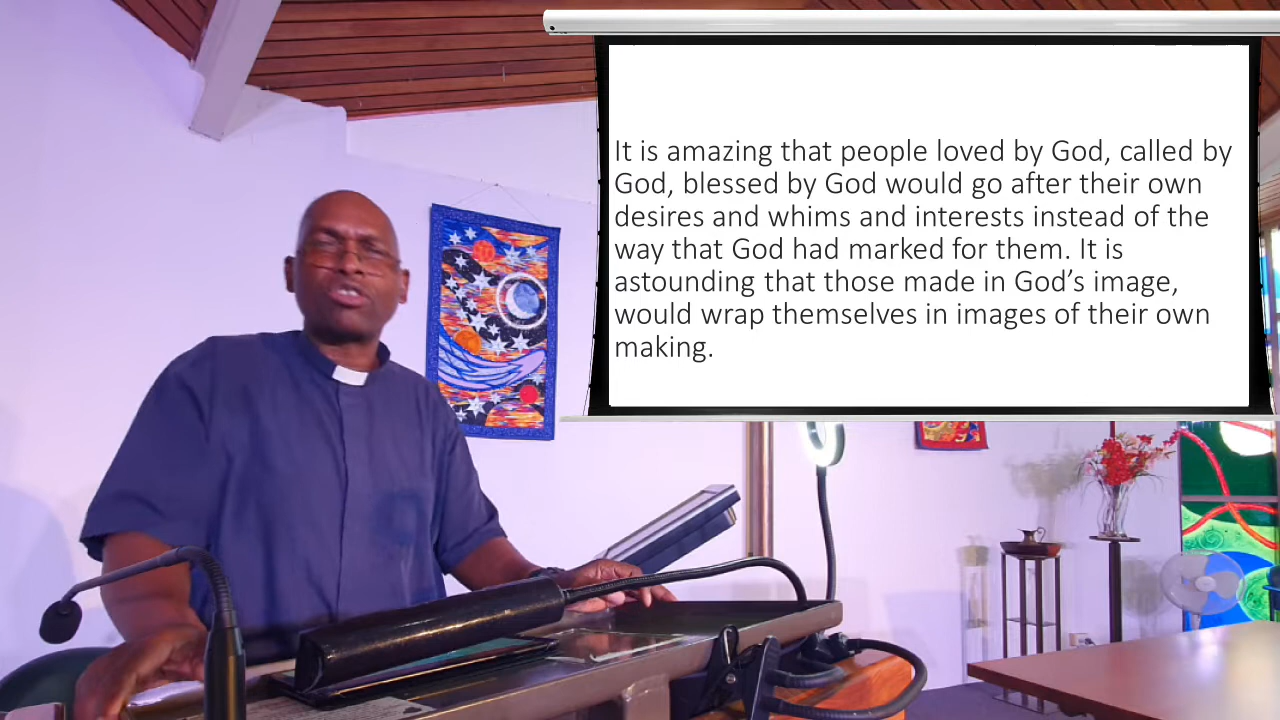 It is amazing that people loved by God, called by
God, blessed by God would go after their own
desires and whims and interests instead of the
way that God had marked for them. It is
astounding that those made in God’s image,
would wrap themselves in images of their own
making.